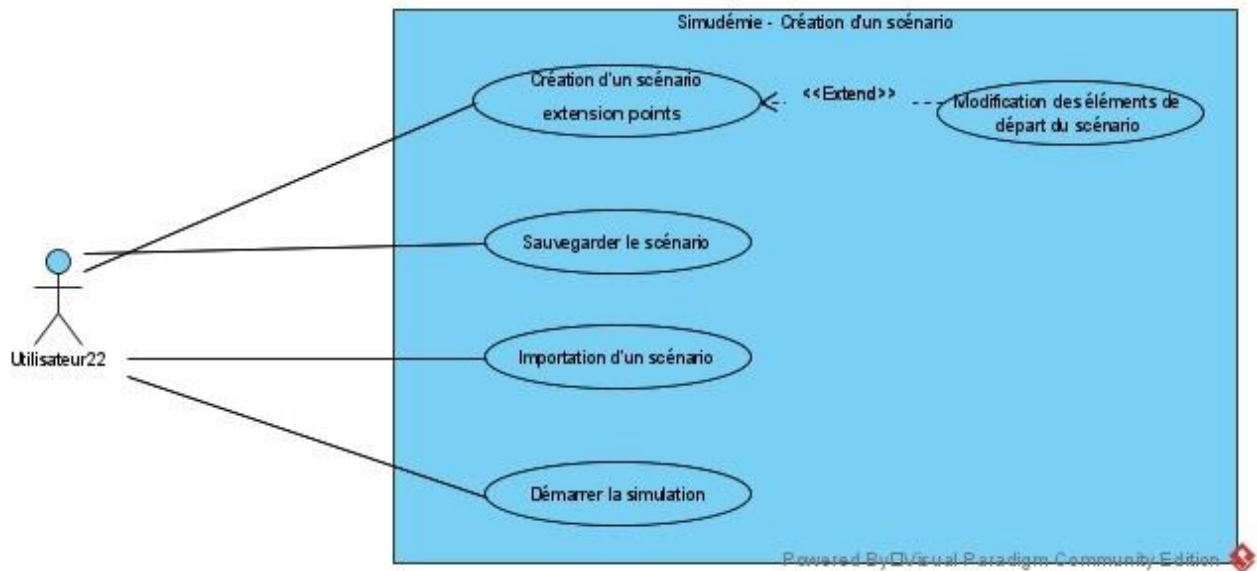 Simudémie - Création d'un scénario
Création d'un scénario
extension points
<<Extend>>
Modification des éléments de
départ du scénario
Sauvegarder le scénario
Utilisateur22
Importation d'un scénario
Démarrer la simulation
Powered By Visual Paradigm Community Edition